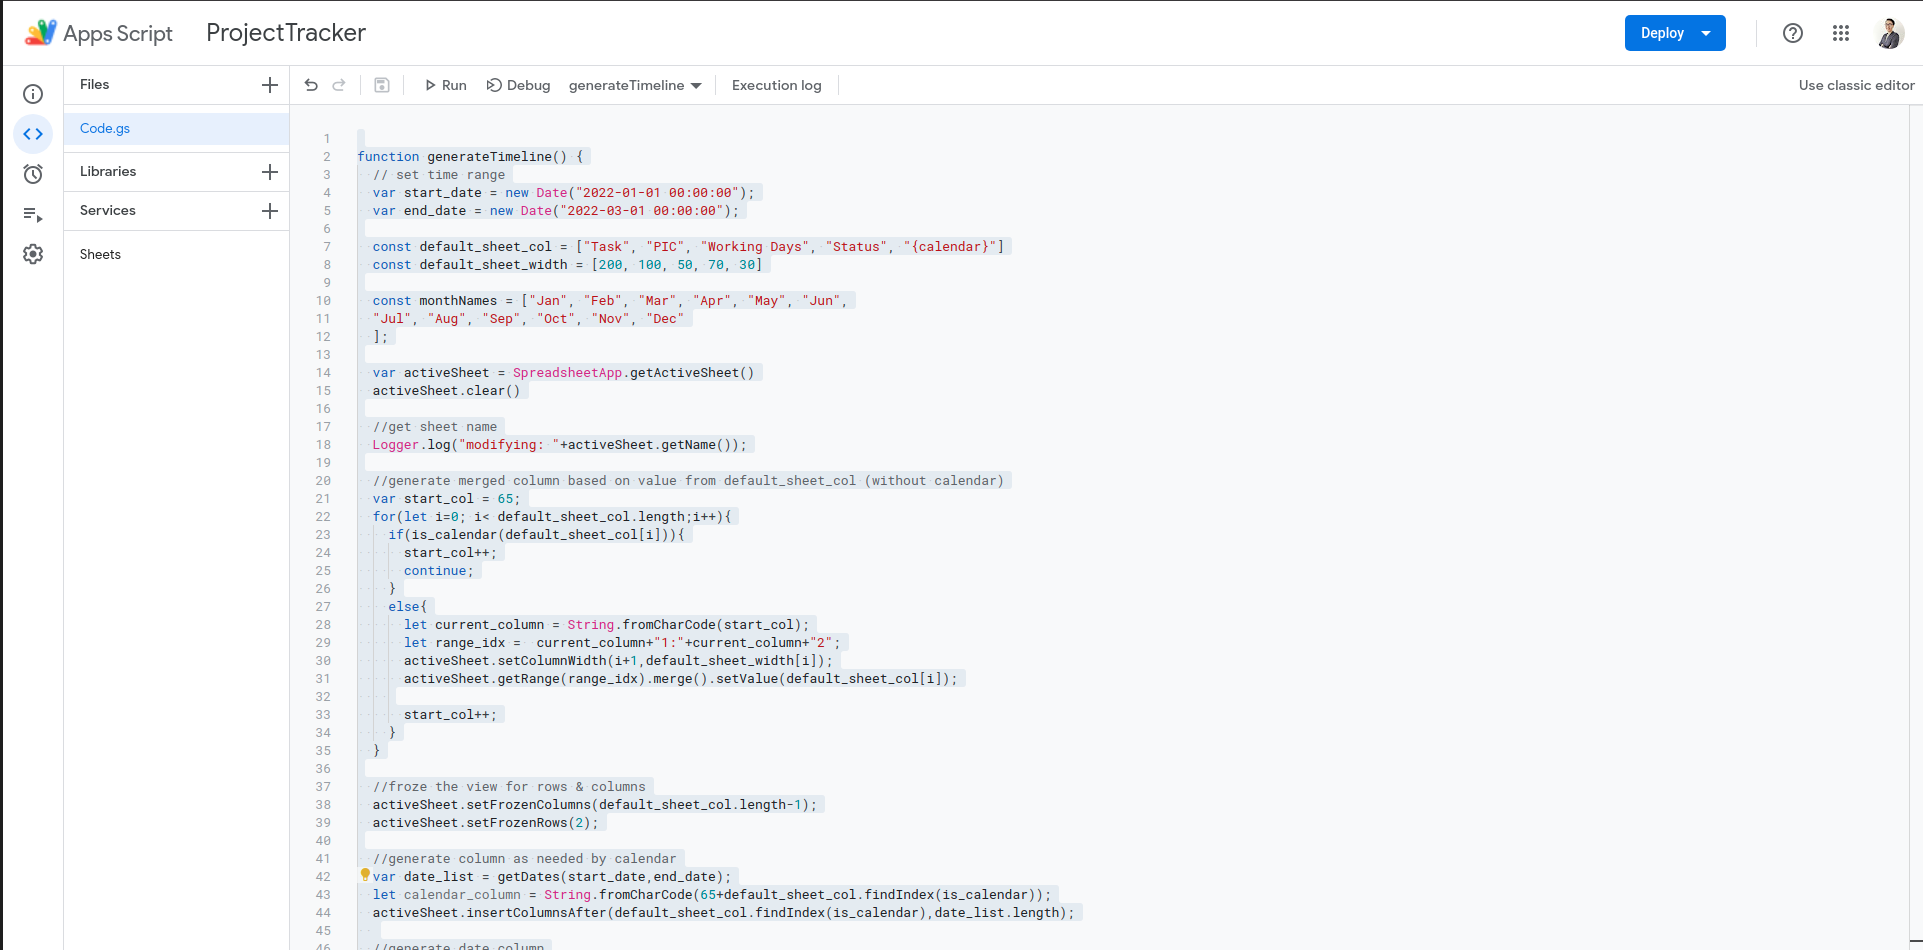 Apps Script
ProjectTracker
Deploy
Files
Run
Debug
generateTimeline
Execution log
Use classic editor
Code.gs
Libraries
Services
Sheets
1
2 function generateTimeline() {
3 // set time range
4 var start_date = new Date("2022-01-01 00:00:00");
5 var end_date = new Date("2022-03-01 00:00:00");
6
7 const default_sheet_col = ["Task", "PIC", "Working Days", "Status", "{calendar}"]
8 const default_sheet_width = [200, 100, 50, 70, 30]
9
10 const monthNames = ["Jan", "Feb", "Mar", "Apr", "May", "Jun",
11 "Jul", "Aug", "Sep", "Oct", "Nov", "Dec"
12 ];
13
14 var activeSheet = SpreadsheetApp.getActiveSheet()
15 activeSheet.clear()
16
17 //get sheet name
18 Logger.log("modifying: "+activeSheet.getName());
19
20 //generate merged column based on value from default_sheet_col (without calendar)
21 var start_col = 65;
22 for(let i=0; i< default_sheet_col.length;i++){
23 if(is_calendar(default_sheet_col[i])){
24 start_col++;
25 continue;
26 }
27 else{
28 let current_column = String.fromCharCode(start_col);
29 let range_idx =  current_column+"1:"+current_column+"2";
30 activeSheet.setColumnWidth(i+1,default_sheet_width[i]);
31 activeSheet.getRange(range_idx).merge().setValue(default_sheet_col[i]);
32
33 start_col++;
34 }
35 }
36
37 //froze the view for rows & columns
38 activeSheet.setFrozenColumns(default_sheet_col.length-1);
39 activeSheet.setFrozenRows(2);
40
41 //generate column as needed by calendar
42 var date_list = getDates(start_date,end_date);
43 let calendar_column = String.fromCharCode(65+default_sheet_col.findIndex(is_calendar));
44 activeSheet.insertColumnsAfter(default_sheet_col.findIndex(is_calendar),date_list.length);
45
46 //generate date column